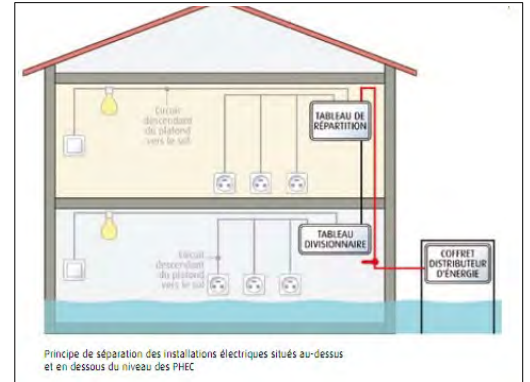 Circuit
descendant
du plafond
vers le sol
TABLEAU DE
RÉPARTITION
Circuit
descendant
du plafond
vers le sol
TABLEAU
DIVISIONNAIRE
COFFRET
DISTRIBUTEUR
D'ÉNERGIE
Principe de séparation des installations électriques situés au-dessus
et en dessous du niveau des PHEC